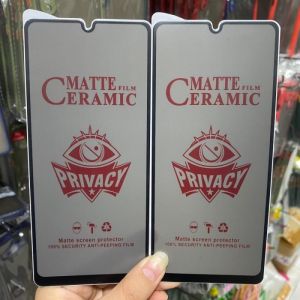 MATTE FILM
CERAMIC
PRIVACY
Matte screen protector
100% SECURITY ANTI-PEEPING FILM
MATTE FILM
CERAMIC
PRIVACY
Matte screen protector
100% SECURITY ANTI-PEEPING FILM